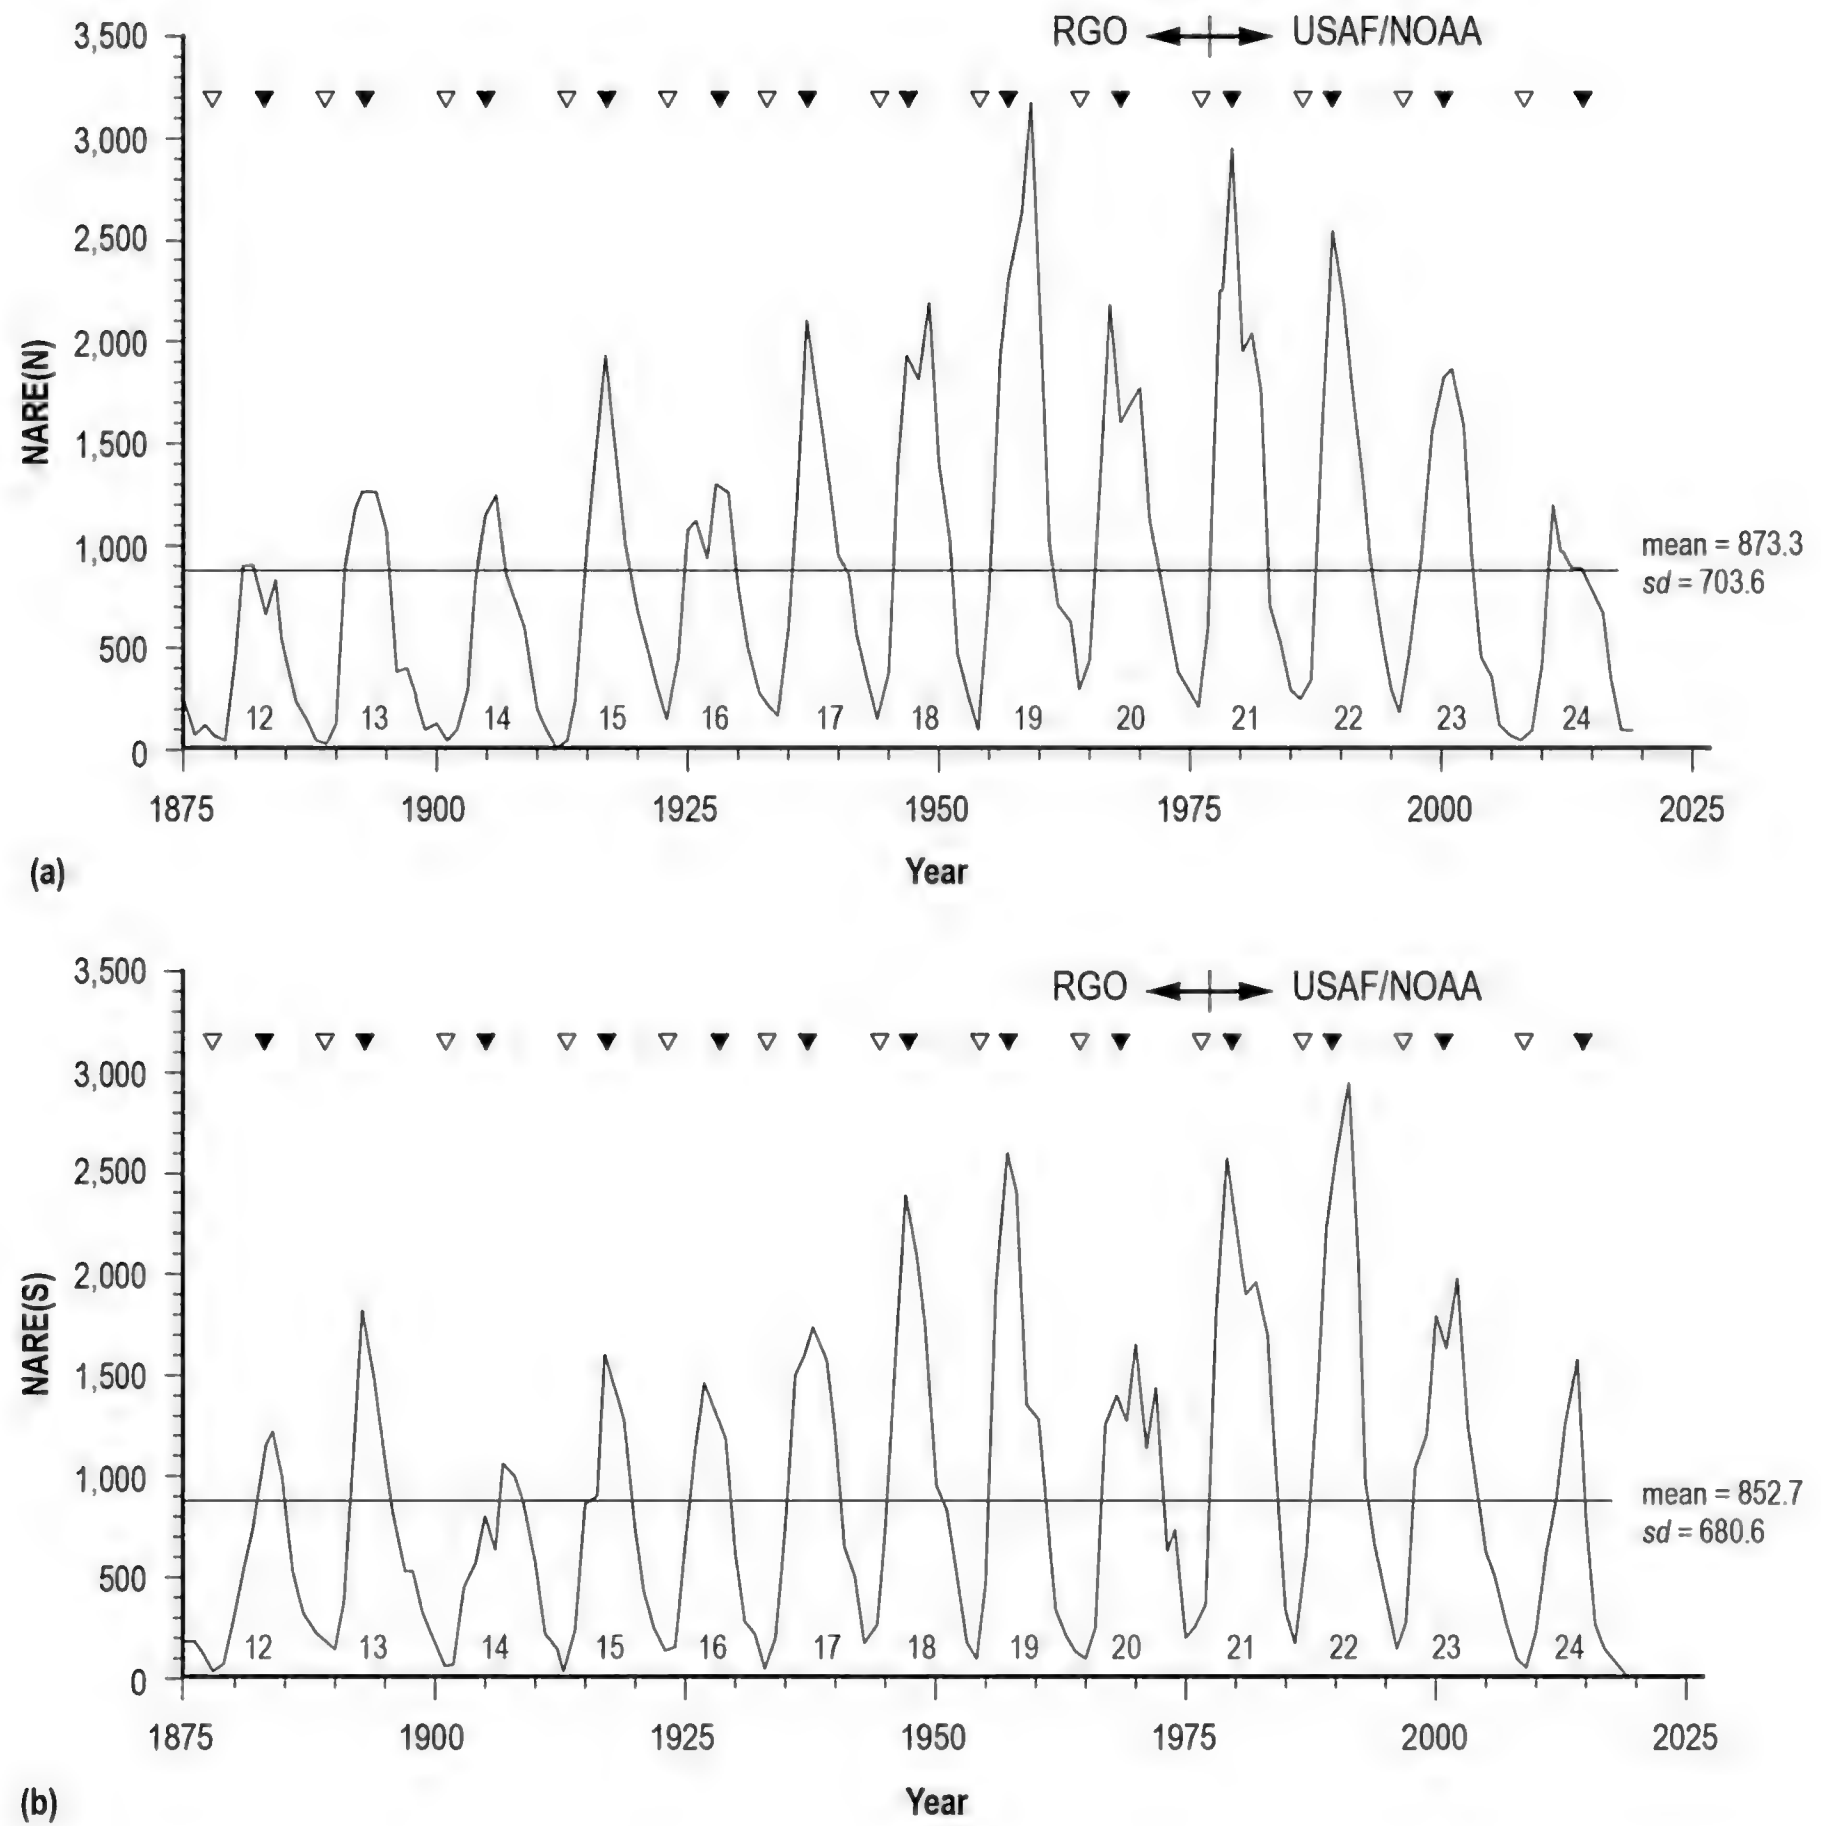 RGO USAF/NOAA
3,500
3,000
2,500
2,000
1,500
1,000
500
0
NARE(N)
mean = 873.3
sd = 703.6
12 13 14 15 16 17 18 19 20 21 22 23 24
1875 1900 1925 1950 1975 2000 2025
Year
(a)
RGO USAF/NOAA
3,500
3,000
2,500
2,000
1,500
1,000
500
0
NARE(S)
mean = 852.7
sd = 680.6
12 13 14 15 16 17 18 19 20 21 22 23 24
1875 1900 1925 1950 1975 2000 2025
Year
(b)